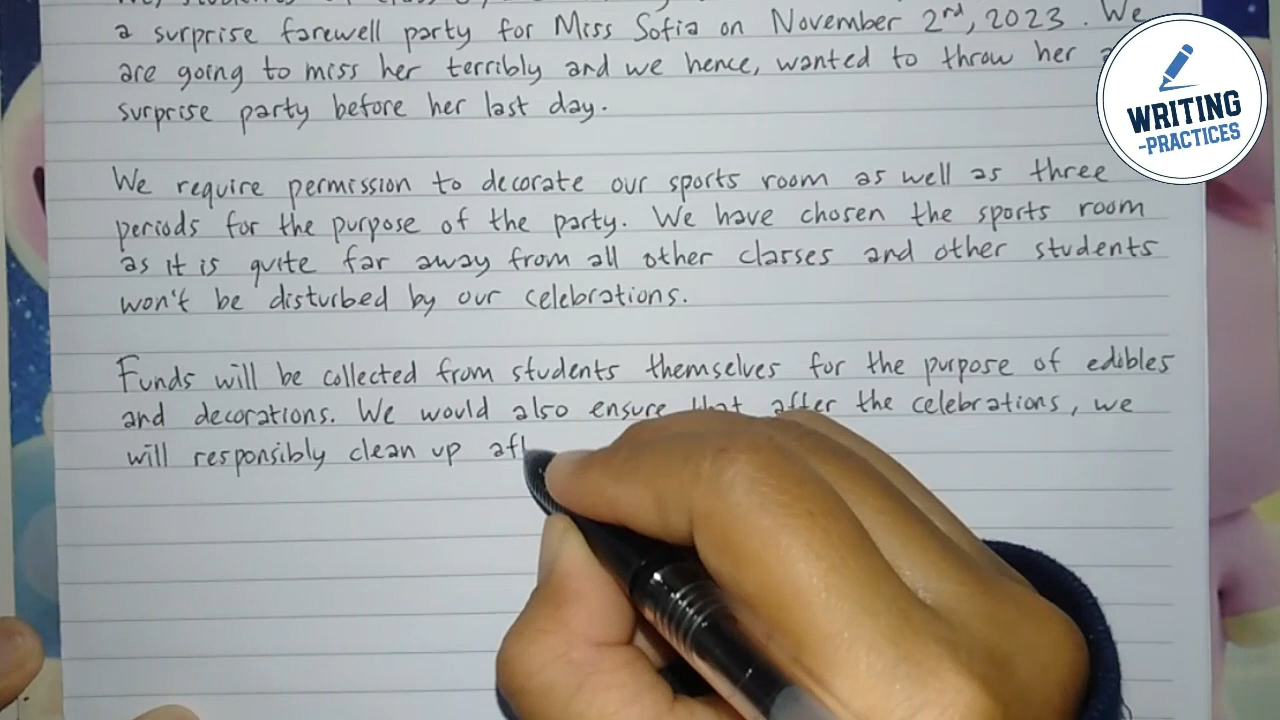 a surprise farewell party for Miss Sofia on November 2nd, 2023. We
are going to miss her terribly and we hence, wanted to throw her a
surprise party before her last day.
We require permission to decorate our sports room as well as three
periods for the purpose of the party. We have chosen the sports room
as it is quite far away from all other classes and other students
won't be disturbed by our celebrations.
Funds will be collected from students themselves for the purpose of edibles
and decorations. We would also ensure that after the celebrations, we
will responsibly clean up aft
WRITING
-PRACTICES